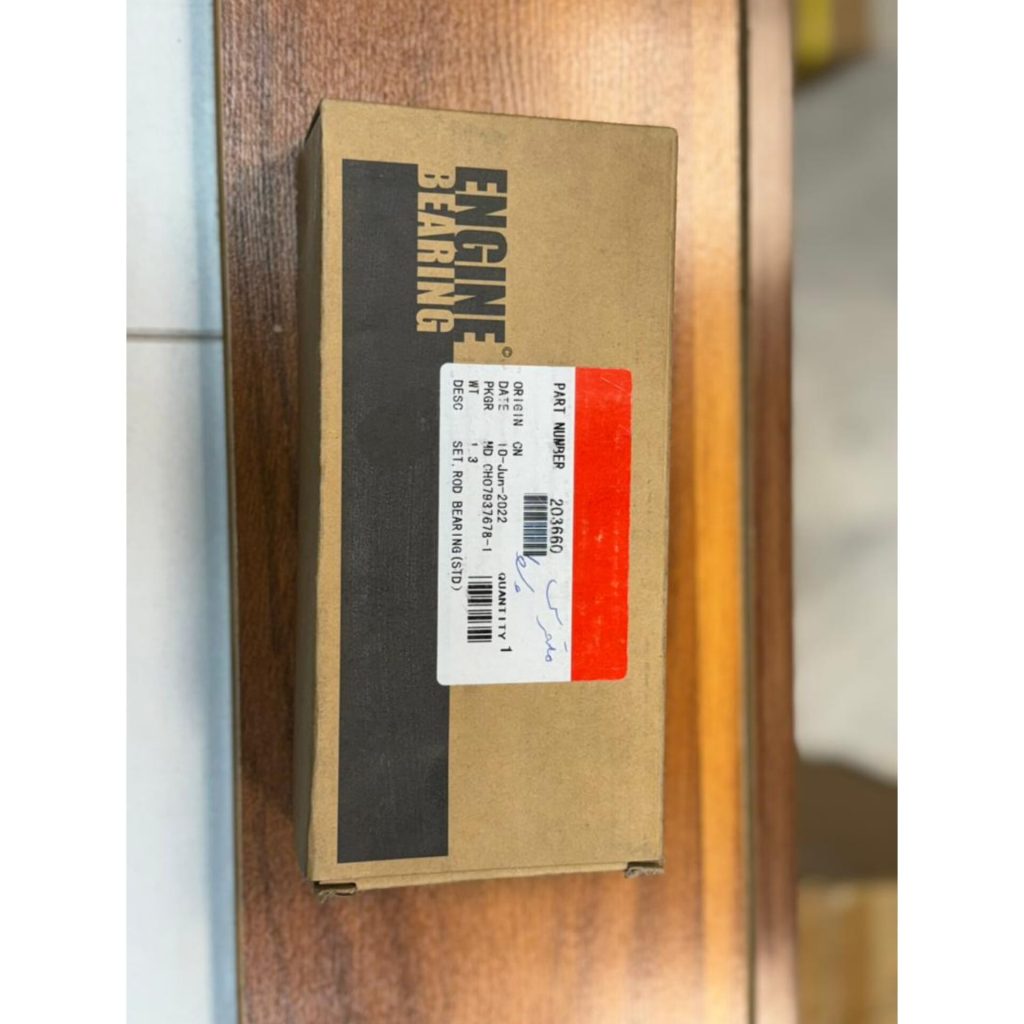 ENGINE
BEARING
©
PART NUMBER 203660
ORIGIN CN
DATE 10-Jun-2022 QUANTITY 1
PKGR MD.CH07937678-1
WT 1.3
DESC SET,ROD BEARING(STD)